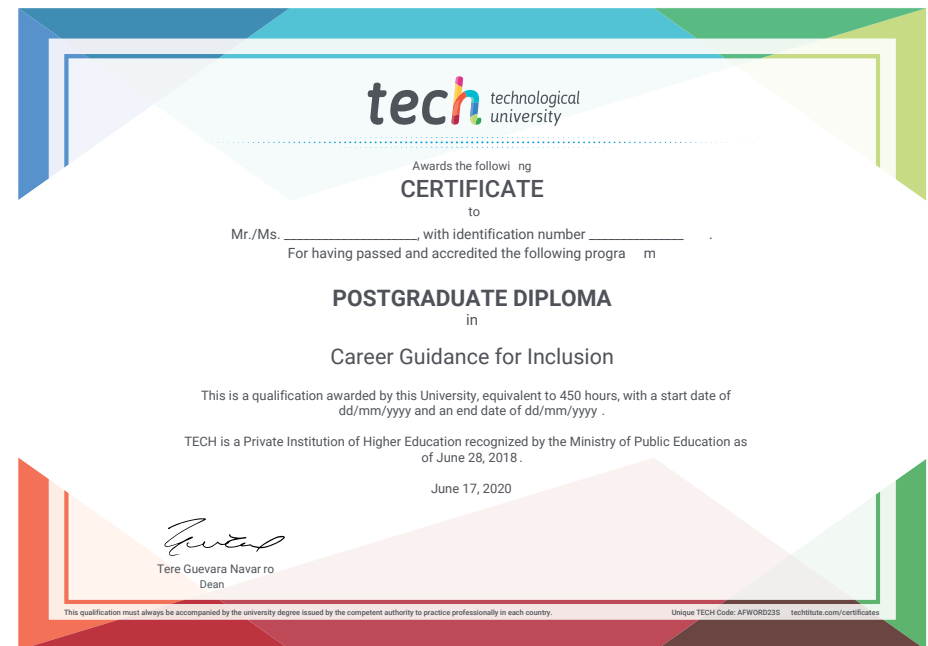 tech technological
university
Awards the followi ng
CERTIFICATE
to
Mr./Ms. _____________________, with identification number _______________ .
For having passed and accredited the following progra m
POSTGRADUATE DIPLOMA
in
Career Guidance for Inclusion
This is a qualification awarded by this University, equivalent to 450 hours, with a start date of
dd/mm/yyyy and an end date of dd/mm/yyyy .
TECH is a Private Institution of Higher Education recognized by the Ministry of Public Education as
of June 28, 2018 .
June 17, 2020
Tere Guevara Navar ro
Dean
This qualification must always be accompanied by the university degree issued by the competent authority to practice professionally in each country. Unique TECH Code: AFWORD23S techtitute.com/certificates